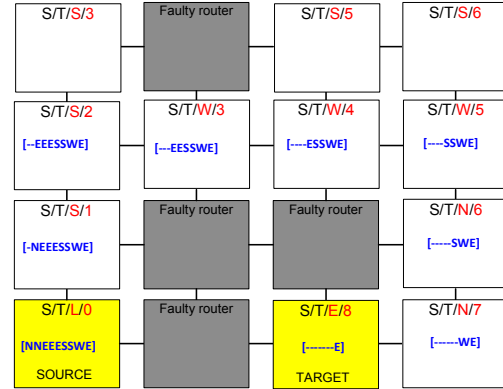 S/T/S/3
Faulty router
S/T/S/5
S/T/S/6
S/T/S/2
[--EEESSWE]
S/T/W/3
[---EESSWE]
S/T/W/4
[----ESSWE]
S/T/W/5
[----SSWE]
S/T/S/1
[-NEEESSWE]
Faulty router
Faulty router
S/T/N/6
[-----SWE]
S/T/L/0
[NNEEESSWE]
SOURCE
Faulty router
S/T/E/8
[-------E]
TARGET
S/T/N/7
[------WE]